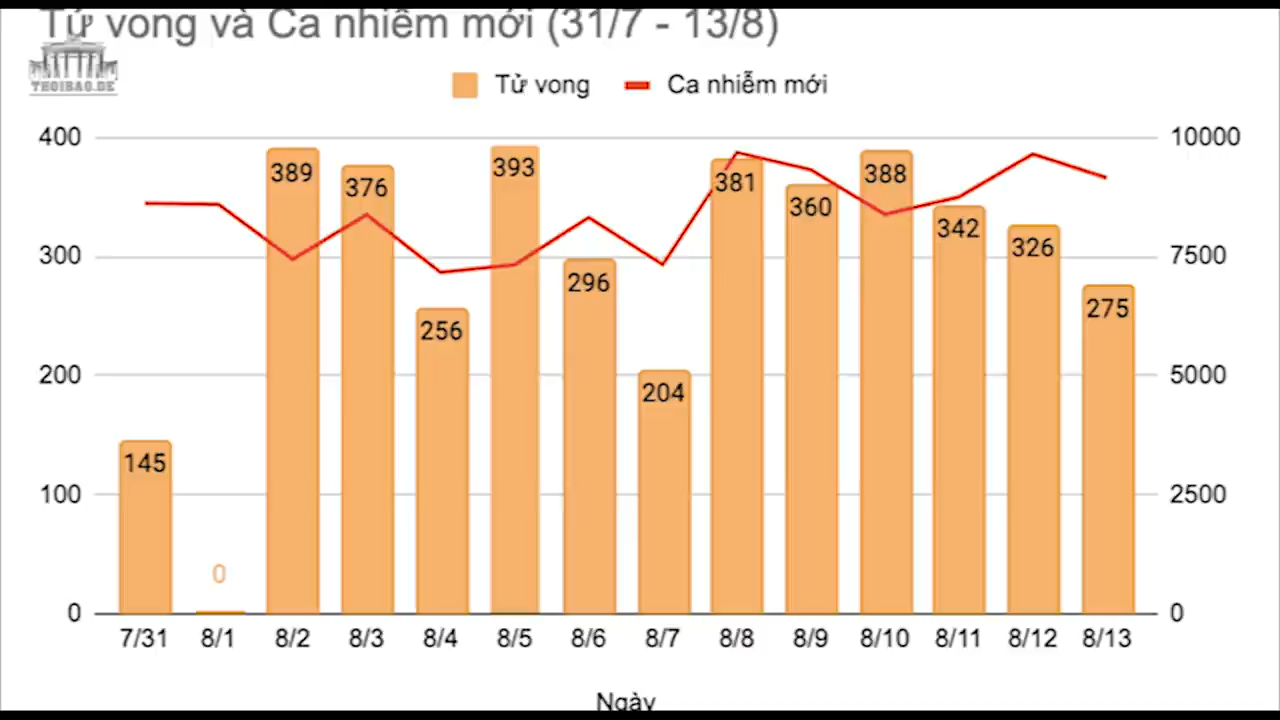 Tử vong và Ca nhiễm mới (31/7 - 13/8)
THOIBAO.DE
Tử vong Ca nhiễm mới
400 10000
300 7500
200 5000
100 2500
0 0
145 0 389 376 256 393 296 204 381 360 388 342 326 275
7/31 8/1 8/2 8/3 8/4 8/5 8/6 8/7 8/8 8/9 8/10 8/11 8/12 8/13
Ngày